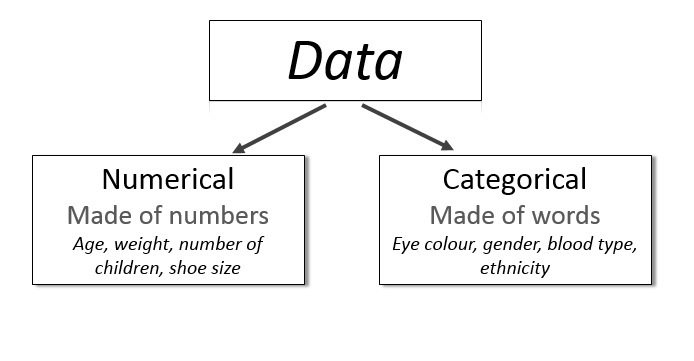 Data
Numerical
Made of numbers
Age, weight, number of
children, shoe size
Categorical
Made of words
Eye colour, gender, blood type,
ethnicity